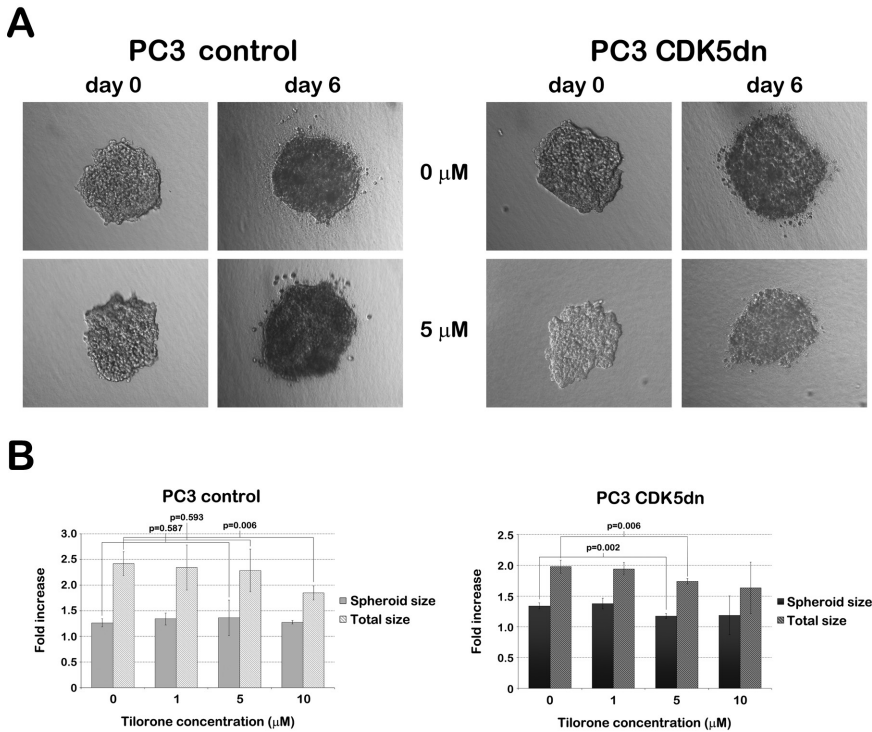 A
PC3 control
PC3 CDK5dn
day 0
day 6
day 0
day 6
0 μM
5 μM
B
PC3 control
p=0.593
p=0.587
p=0.006
3.0
2.5
2.0
1.5
1.0
0.5
0
Fold increase
0
1
5
10
Tilorone concentration (μM)
Spheroid size
Total size
PC3 CDK5dn
p=0.006
p=0.002
2.5
2.0
1.5
1.0
0.5
0
Fold increase
0
1
5
10
Tilorone concentration (μM)
Spheroid size
Total size